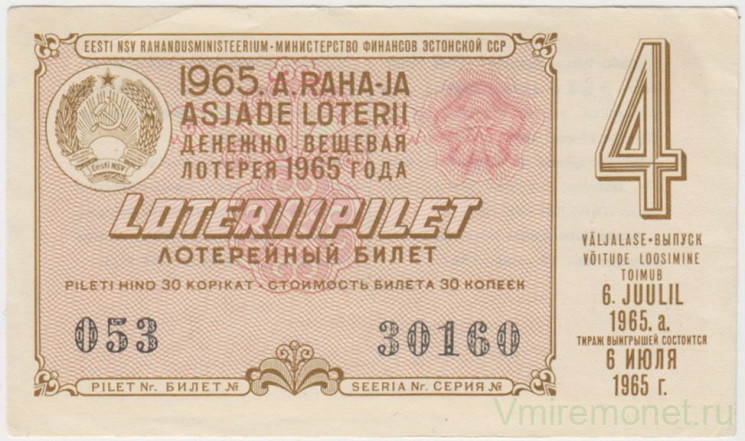 EESTI NSV RAHANDUSMINISTEERIUM • МИНИСТЕРСТВО ФИНАНСОВ ЭСТОНСКОЙ ССР
1965. A. RAHA-JA
ASJADE LOTERII
ДЕНЕЖНО-ВЕЩЕВАЯ
ЛОТЕРЕЯ 1965 ГОДА
Eesti NSV
LOTERIIPILET
ЛОТЕРЕЙНЫЙ БИЛЕТ
PILETI HIND 30 KOPIKAT • СТОИМОСТЬ БИЛЕТА 30 КОПЕЕК
053 30160
PILET Nr. БИЛЕТ № SEERIA Nr. СЕРИЯ №
4
VÄLJALASE • ВЫПУСК
VÕITUDE LOOSIMINE
TOIMUB
6. JUULIL
1965. a.
ТИРАЖ ВЫИГРЫШЕЙ СОСТОИТСЯ
6 ИЮЛЯ
1965 г.
Vmiremonet.ru